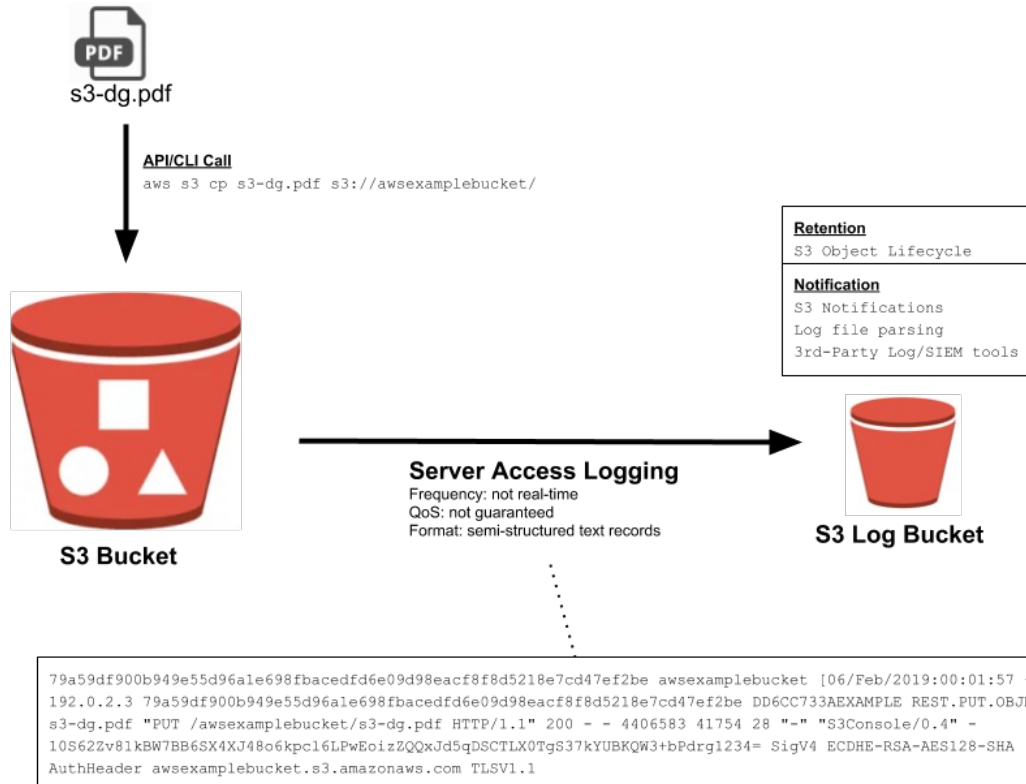 PDF
s3-dg.pdf
API/CLI Call
aws s3 cp s3-dg.pdf s3://awsexamplebucket/
Retention
S3 Object Lifecycle
Notification
S3 Notifications
Log file parsing
3rd-Party Log/SIEM tools
Server Access Logging
Frequency: not real-time
QoS: not guaranteed
Format: semi-structured text records
S3 Bucket
S3 Log Bucket
79a59df900b949e55d96a1e698fbacedfd6e09d98eacf8f8d5218e7cd47ef2be awsexamplebucket [06/Feb/2019:00:01:57
192.0.2.3 79a59df900b949e55d96a1e698fbacedfd6e09d98eacf8f8d5218e7cd47ef2be DD6CC733AEXAMPLE REST.PUT.OBJ
s3-dg.pdf "PUT /awsexamplebucket/s3-dg.pdf HTTP/1.1" 200 - - 4406583 41754 28 "-" "S3Console/0.4" -
10S62Zv81kBW7BB6SX4XJ48o6kpcl6LPwEoizZQQxJd5qDSCTLX0TgS37kYUBKQW3+bPdrg1234= SigV4 ECDHE-RSA-AES128-SHA
AuthHeader awsexamplebucket.s3.amazonaws.com TLSV1.1